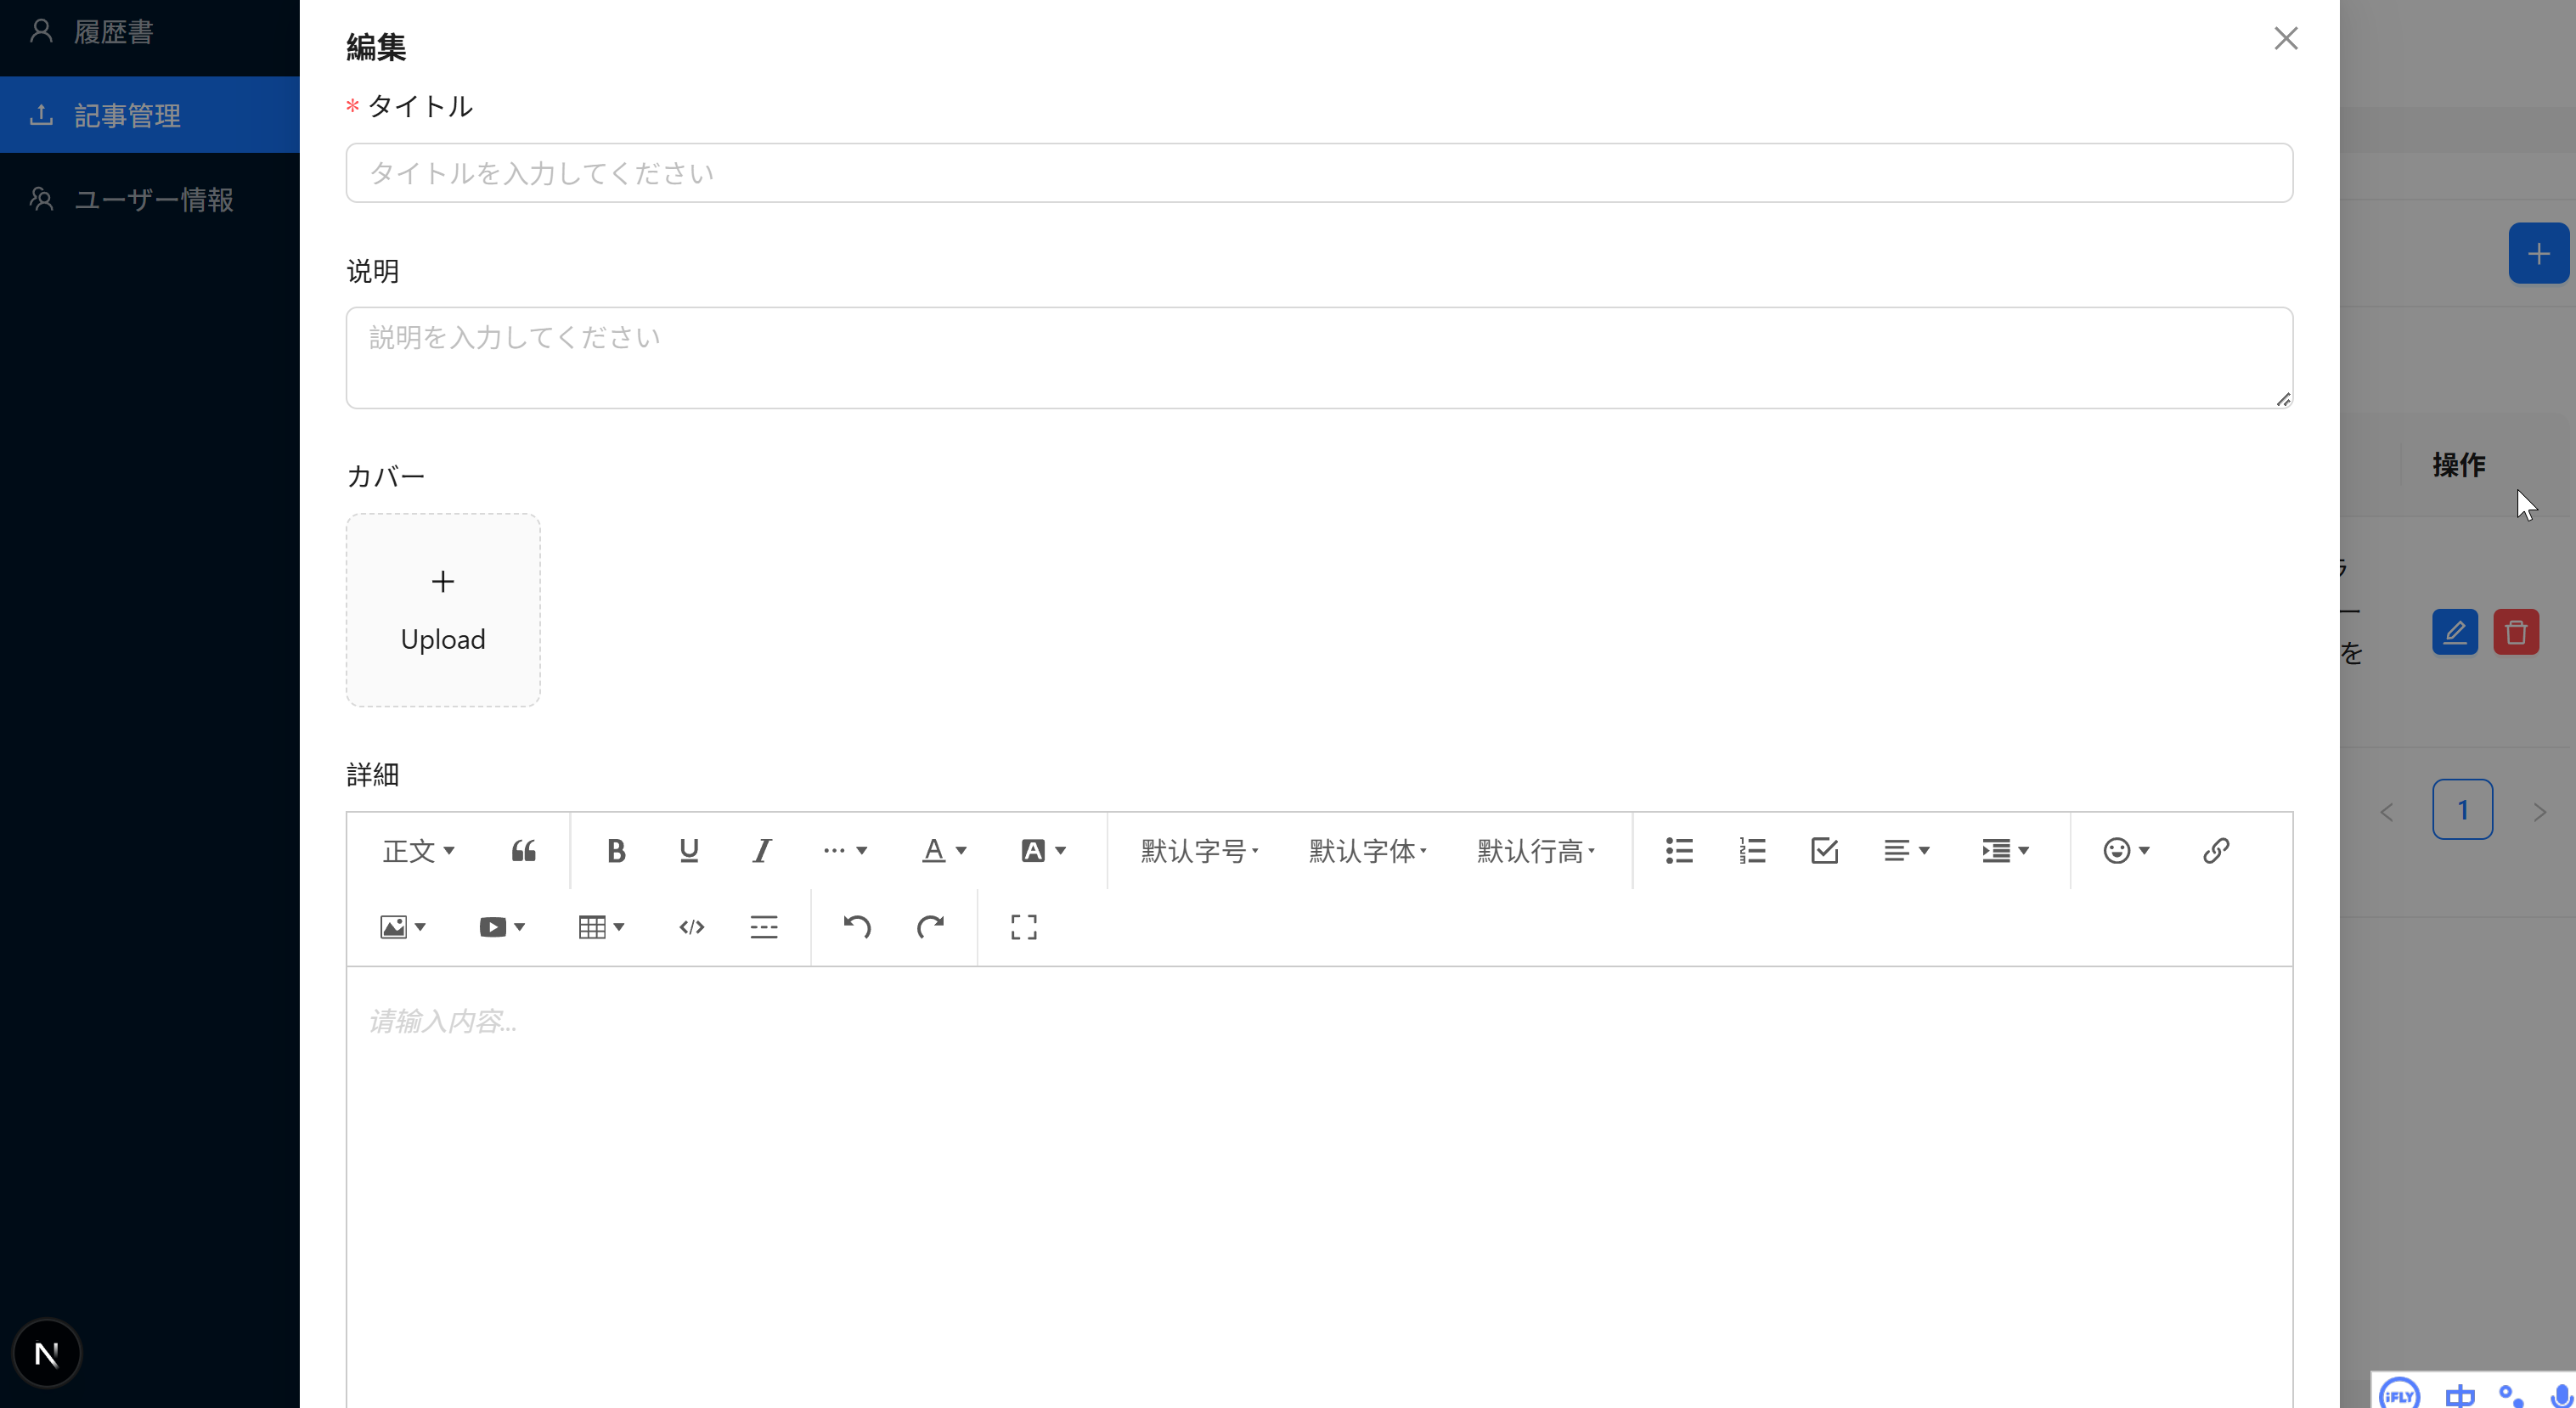 履歴書
記事管理
ユーザー情報
編集
* タイトル
タイトルを入力してください
说明
説明を入力してください
カバー
Upload
詳細
正文
默认字号
默认字体
默认行高
请输入内容...
操作
を
1
N
iFLY 中